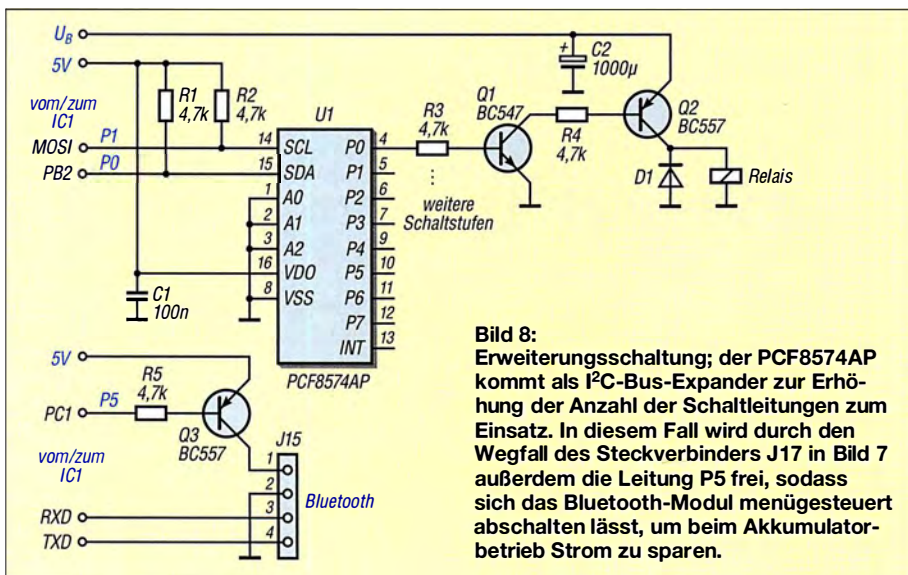 UB
5V
vom/zum
IC1
MOSI
P1
PB2
P0
R1
4,7k
R2
4,7k
U1
14 SCL
15 SDA
1 A0
2 A1
3 A2
16 VDO
8 VSS
P0 4
P1 5
P2 6
P3 7
P4 9
P5 10
P6 11
P7 12
INT 13
PCF8574AP
C1
100n
R3
4,7k
⋮
weitere
Schaltstufen
Q1
BC547
R4
4,7k
+
C2
1000µ
Q2
BC557
D1
Relais
5V
PC1
P5
R5
4,7k
Q3
BC557
vom/zum
IC1
RXD
TXD
J15
1
2
3
4
Bluetooth
Bild 8:
Erweiterungsschaltung; der PCF8574AP
kommt als I²C-Bus-Expander zur Erhö-
hung der Anzahl der Schaltleitungen zum
Einsatz. In diesem Fall wird durch den
Wegfall des Steckverbinders J17 in Bild 7
außerdem die Leitung P5 frei, sodass
sich das Bluetooth-Modul menügesteuert
abschalten lässt, um beim Akkumulator-
betrieb Strom zu sparen.